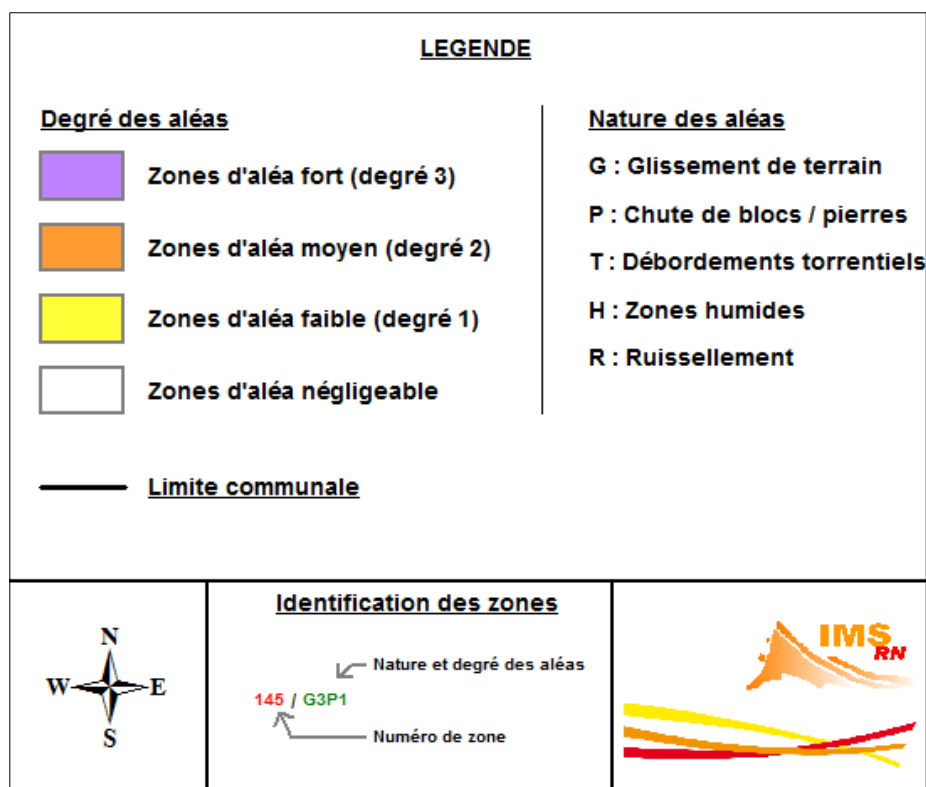 LEGENDE
Degré des aléas
Zones d'aléa fort (degré 3)
Zones d'aléa moyen (degré 2)
Zones d'aléa faible (degré 1)
Zones d'aléa négligeable
Limite communale
Nature des aléas
G : Glissement de terrain
P : Chute de blocs / pierres
T : Débordements torrentiels
H : Zones humides
R : Ruissellement
N
W E
S
Identification des zones
Nature et degré des aléas
145 / G3P1
Numéro de zone
IMS
RN